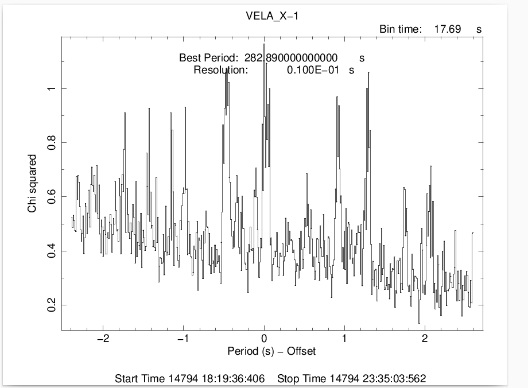 VELA_X−1
Bin time: 17.69 s
Best Period: 282.890000000000 s
Resolution: 0.100E−01 s
1
0.8
0.6
0.4
0.2
Chi squared
−2 −1 0 1 2
Period (s) − Offset
Start Time 14794 18:19:36:406 Stop Time 14794 23:35:03:562